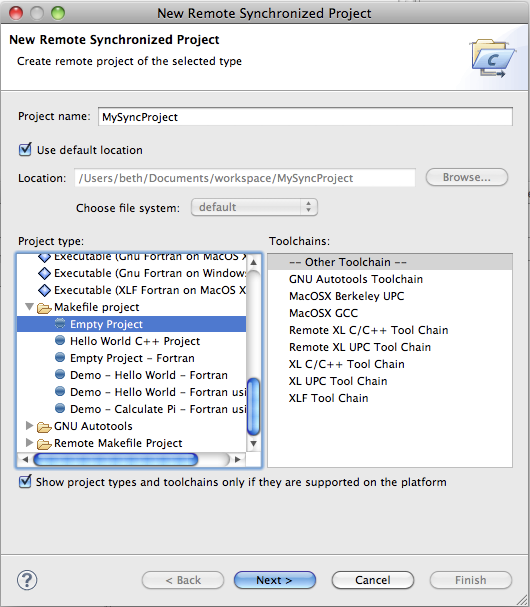 New Remote Synchronized Project
New Remote Synchronized Project
Create remote project of the selected type
C
Project name: MySyncProject
Use default location
Location: /Users/beth/Documents/workspace/MySyncProject Browse...
Choose file system: default
Project type: Toolchains:
Executable (Gnu Fortran on MacOS X -- Other Toolchain --
Executable (Gnu Fortran on Window GNU Autotools Toolchain
Executable (XLF Fortran on MacOS X MacOSX Berkeley UPC
Makefile project MacOSX GCC
Empty Project Remote XL C/C++ Tool Chain
Hello World C++ Project Remote XL UPC Tool Chain
Empty Project - Fortran XL C/C++ Tool Chain
Demo - Hello World - Fortran XL UPC Tool Chain
Demo - Hello World - Fortran usi XLF Tool Chain
Demo - Calculate Pi - Fortran usi
GNU Autotools
Remote Makefile Project
Show project types and toolchains only if they are supported on the platform
? < Back Next > Cancel Finish